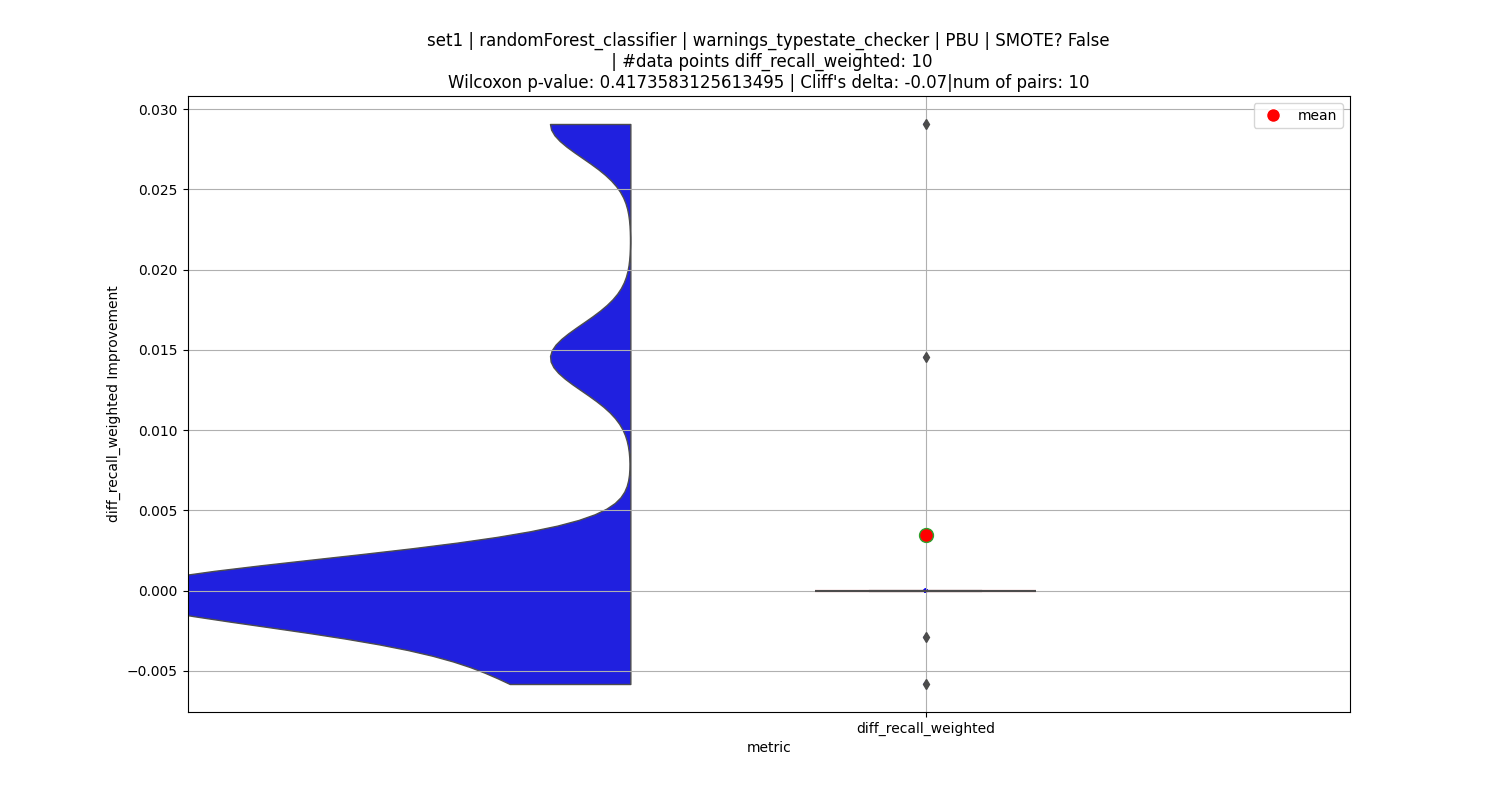 set1 | randomForest_classifier | warnings_typestate_checker | PBU | SMOTE? False
| #data points diff_recall_weighted: 10
Wilcoxon p-value: 0.4173583125613495 | Cliff's delta: -0.07|num of pairs: 10
mean
0.030
0.025
0.020
0.015
0.010
0.005
0.000
−0.005
diff_recall_weighted Improvement
diff_recall_weighted
metric